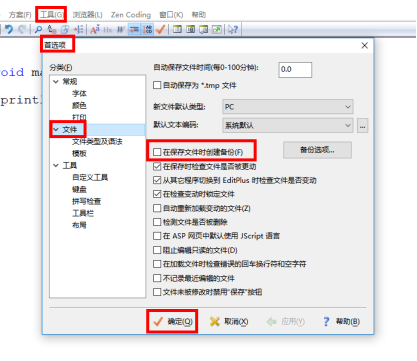 方案(F) 工具(G) 浏览器(L) Zen Coding 窗口(K) 帮助
首选项
分类(E)
常规
字体
颜色
打印
文件
文件类型及语法
模板
工具
自定义工具
键盘
拼写检查
工具栏
布局
自动保存文件时间(每0-100分钟): 0.0
自动保存为 *.tmp 文件
新文件默认类型: PC
默认文本编码: 系统默认 ...
在保存文件时创建备份(F) 备份选项...
在保存时检查文件是否被更动
从其它程序切换到 EditPlus 时检查文件是否变动
在检查变动时锁定文件
自动重新加载变动的文件(Z)
检测文件是否被删除
在 ASP 网页中默认使用 JScript 语言
阻止编辑只读的文件(D)
在加载文件时检查错误的回车换行符和空字符
不记录最近编辑的文件
文件未被修改时禁用"保存"按钮
确定(O) 取消(X) 应用(Y) 帮助(B)
oid ma
print